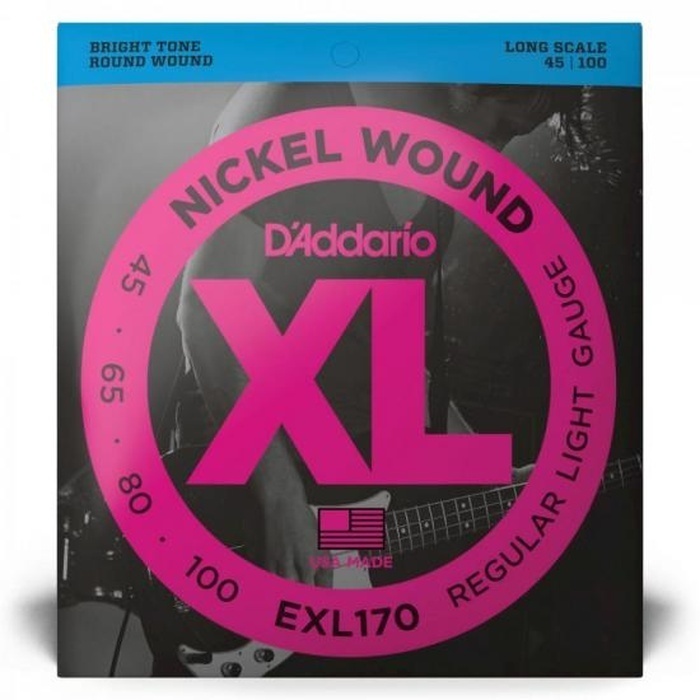 BRIGHT TONE
ROUND WOUND
LONG SCALE
45 | 100
NICKEL WOUND
D'Addario
XL
USA MADE
45 · 65 · 80 · 100
EXL170
REGULAR LIGHT GAUGE